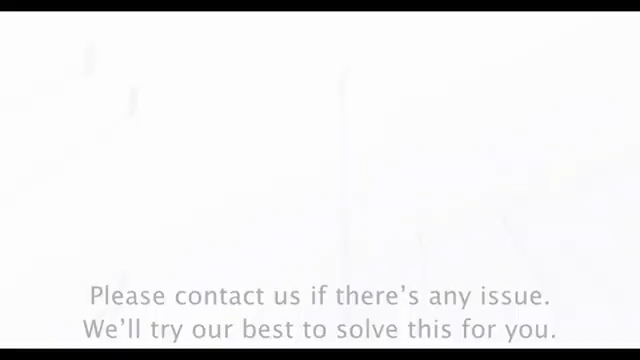 Please contact us if there’s any issue.
We’ll try our best to solve this for you.